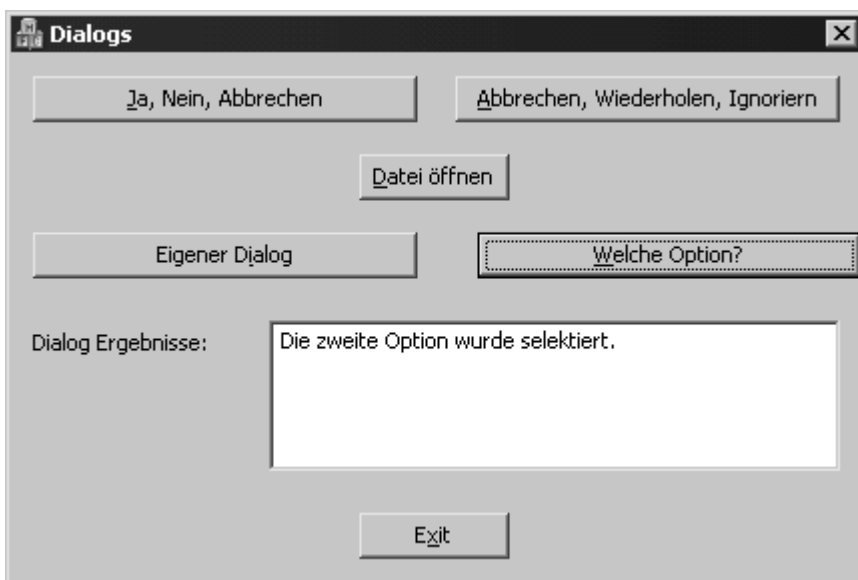 Dialogs
Ja, Nein, Abbrechen
Abbrechen, Wiederholen, Ignoriern
Datei öffnen
Eigener Dialog
Welche Option?
Dialog Ergebnisse:
Die zweite Option wurde selektiert.
Exit